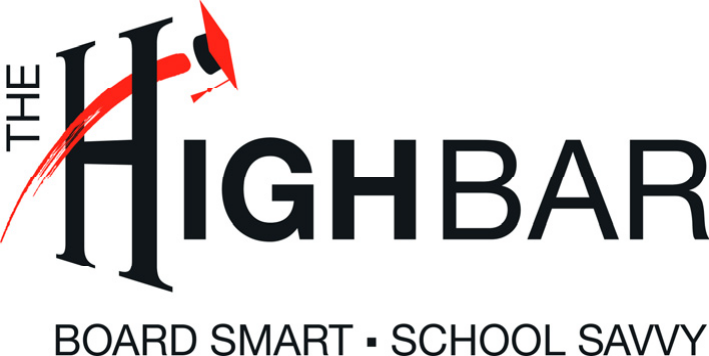 THE
HIGHBAR
BOARD SMART ▪ SCHOOL SAVVY